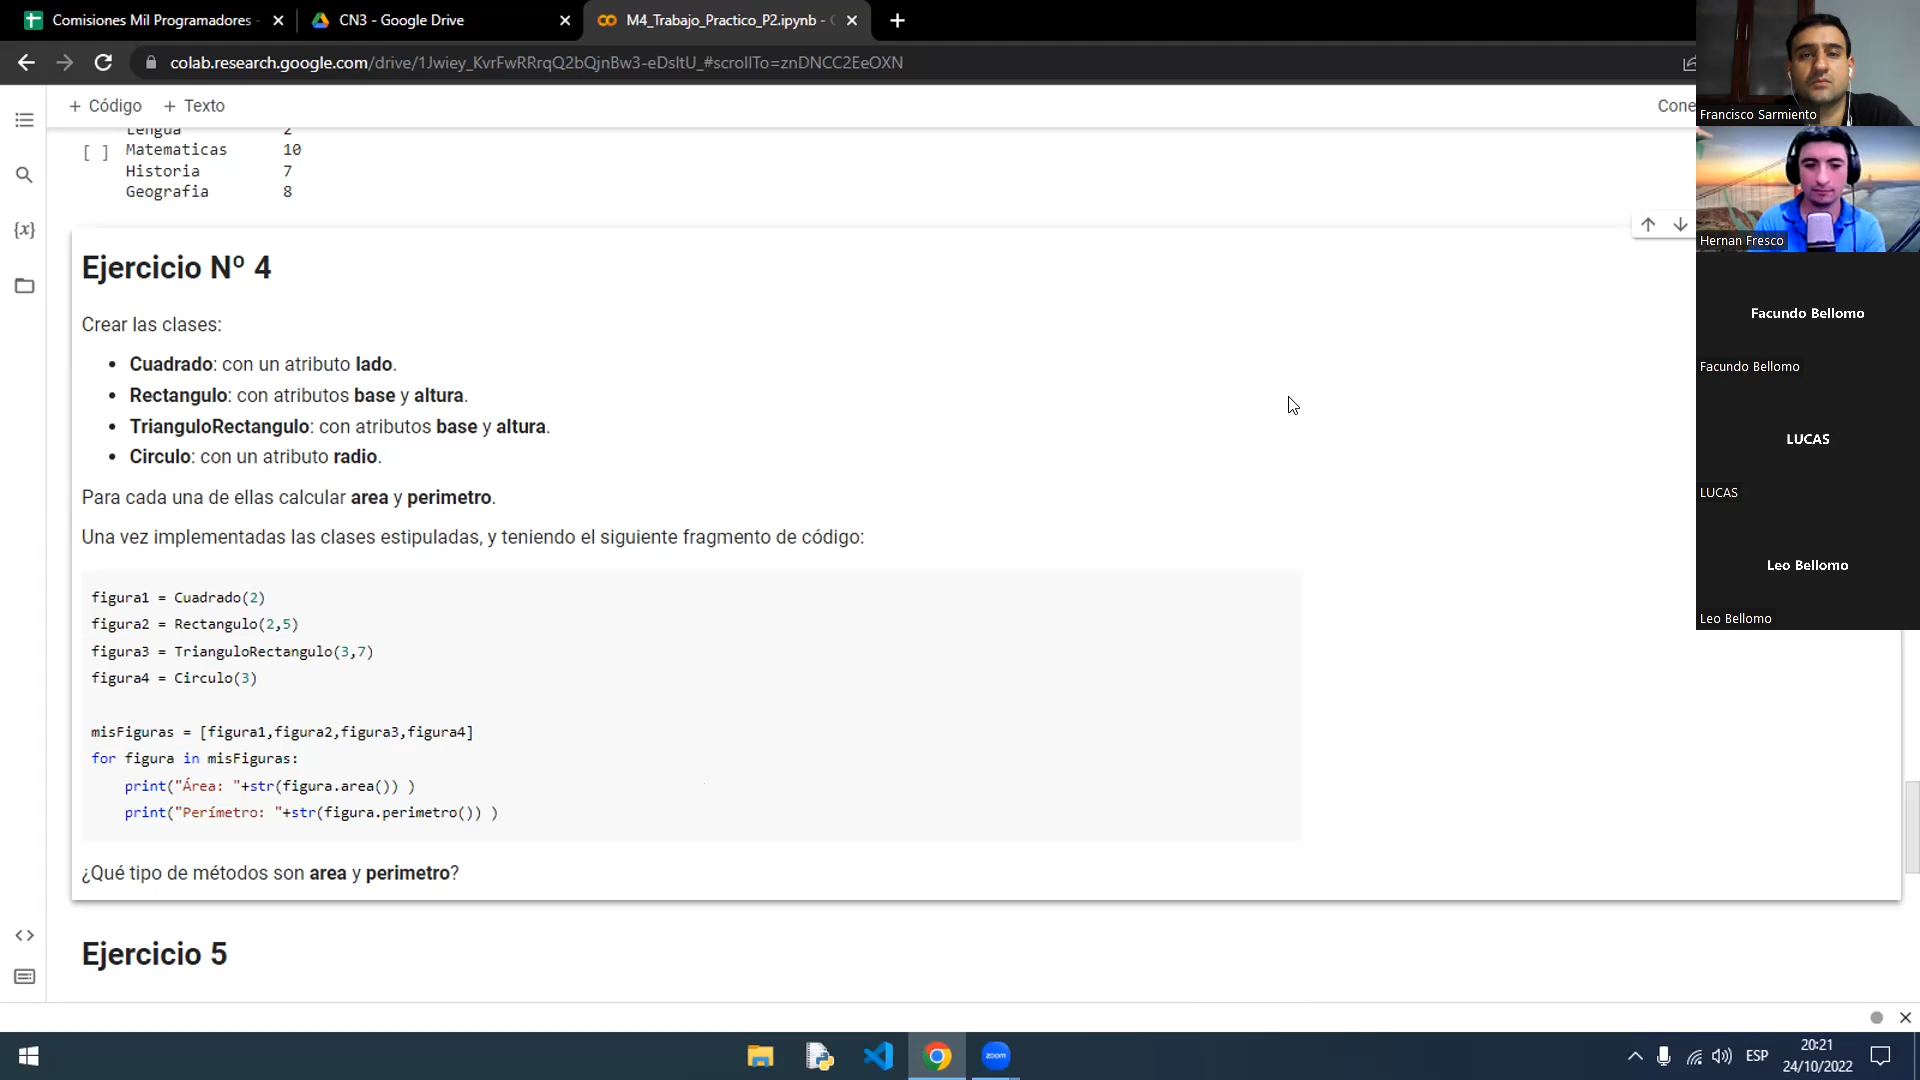 Comisiones Mil Programadores -
CN3 - Google Drive
M4_Trabajo_Practico_P2.ipynb -
colab.research.google.com/drive/1Jwiey_KvrFwRRrqQ2bQjnBw3-eDsltU_#scrollTo=znDNCC2EeOXN
+ Código + Texto
Cone
Lengua 2
[ ] Matematicas 10
Historia 7
Geografia 8
Ejercicio Nº 4
Crear las clases:
• Cuadrado: con un atributo lado.
• Rectangulo: con atributos base y altura.
• TrianguloRectangulo: con atributos base y altura.
• Circulo: con un atributo radio.
Para cada una de ellas calcular area y perimetro.
Una vez implementadas las clases estipuladas, y teniendo el siguiente fragmento de código:
figura1 = Cuadrado(2)
figura2 = Rectangulo(2,5)
figura3 = TrianguloRectangulo(3,7)
figura4 = Circulo(3)
misFiguras = [figura1,figura2,figura3,figura4]
for figura in misFiguras:
print("Área: "+str(figura.area()) )
print("Perímetro: "+str(figura.perimetro()) )
¿Qué tipo de métodos son area y perimetro?
Ejercicio 5
Francisco Sarmiento
Hernan Fresco
Facundo Bellomo
Facundo Bellomo
LUCAS
LUCAS
Leo Bellomo
Leo Bellomo
{x}
zoom
ESP
20:21
24/10/2022